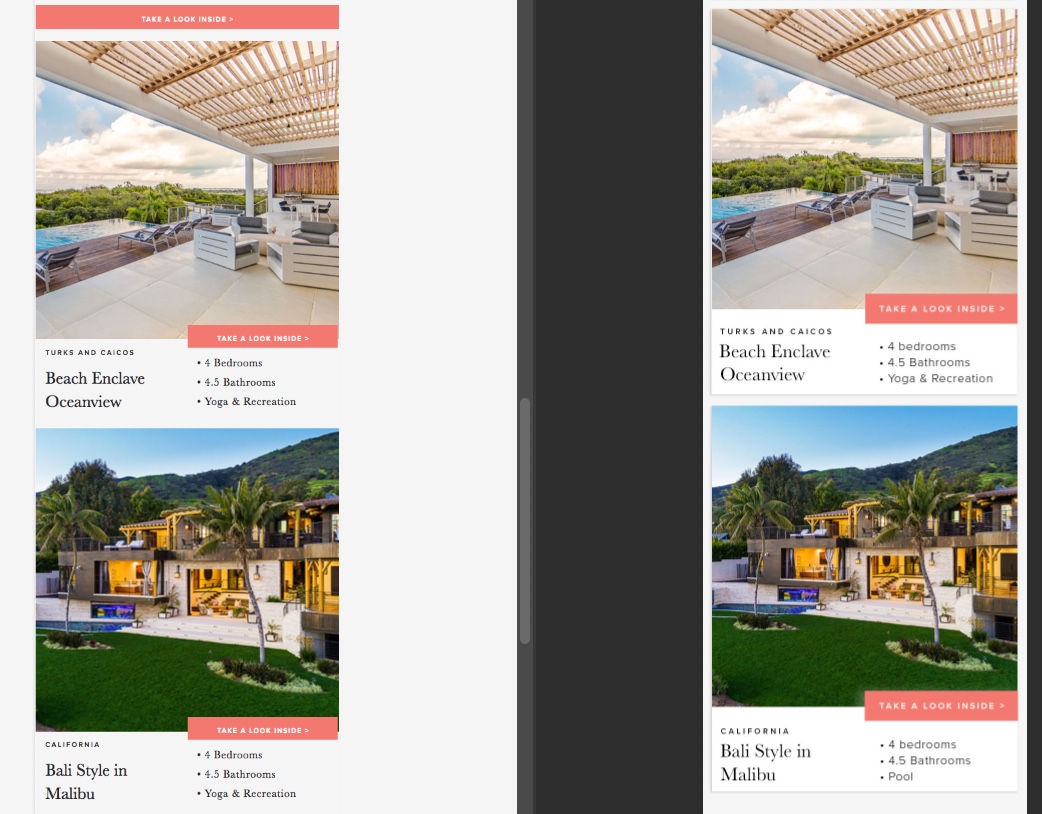 TAKE A LOOK INSIDE >
TAKE A LOOK INSIDE >
TURKS AND CAICOS
Beach Enclave
Oceanview
• 4 Bedrooms
• 4.5 Bathrooms
• Yoga & Recreation
TAKE A LOOK INSIDE >
CALIFORNIA
Bali Style in
Malibu
• 4 Bedrooms
• 4.5 Bathrooms
• Yoga & Recreation
TAKE A LOOK INSIDE >
TURKS AND CAICOS
Beach Enclave
Oceanview
• 4 bedrooms
• 4.5 Bathrooms
• Yoga & Recreation
TAKE A LOOK INSIDE >
CALIFORNIA
Bali Style in
Malibu
• 4 bedrooms
• 4.5 Bathrooms
• Pool